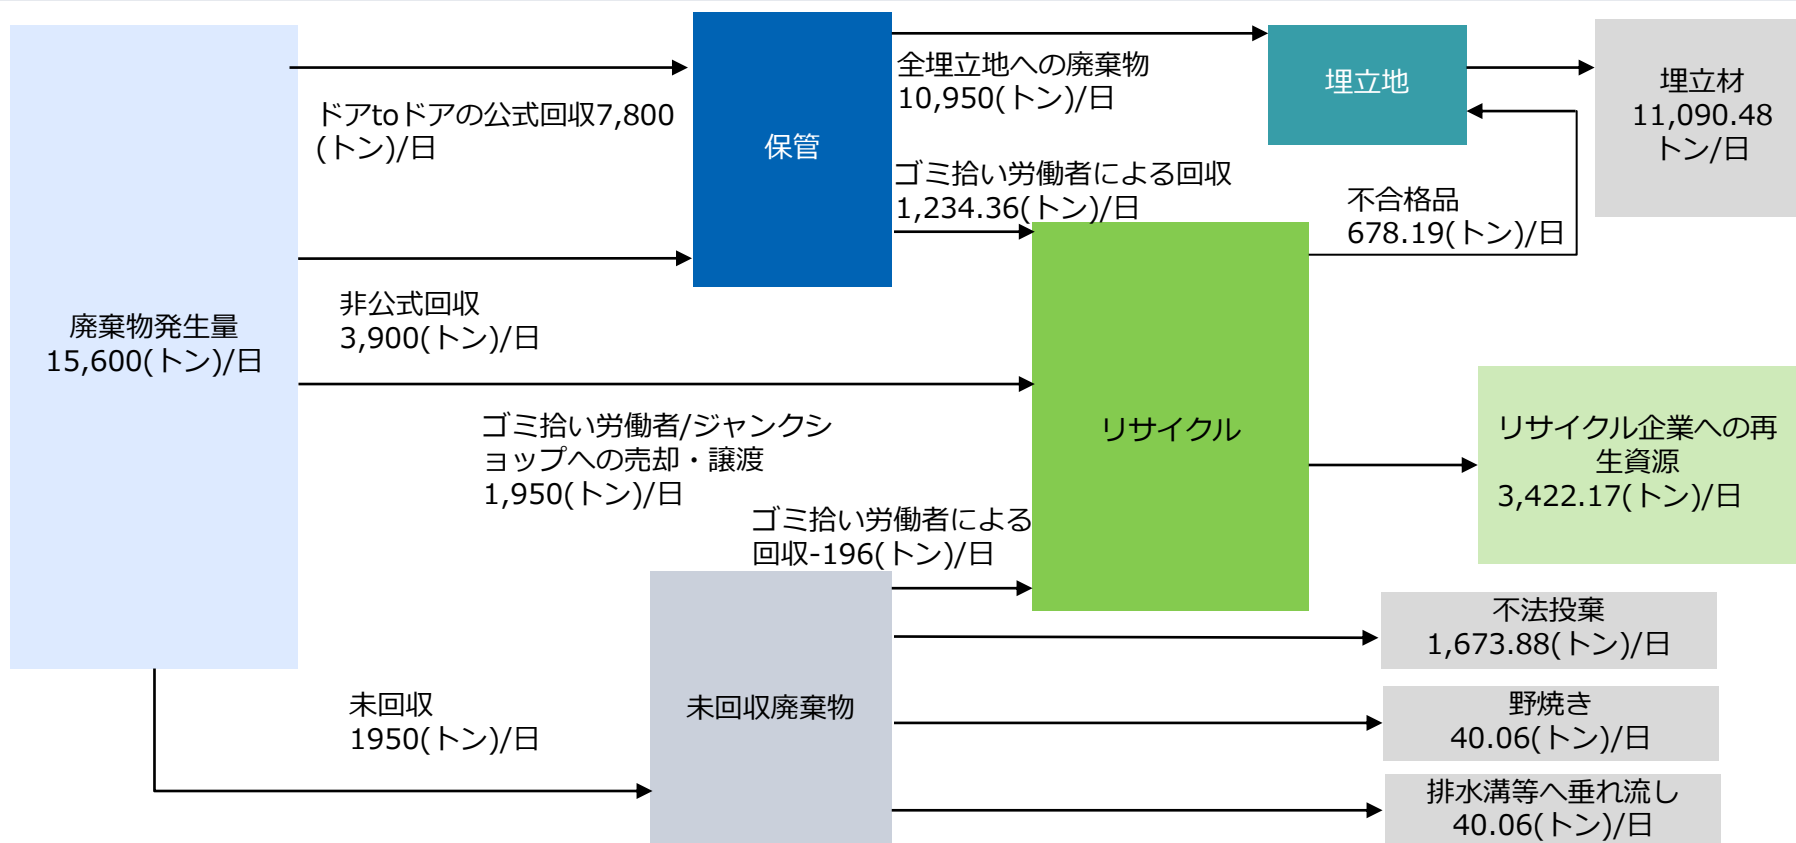 廃棄物発生量
15,600(トン)/日
ドアtoドアの公式回収7,800
(トン)/日
非公式回収
3,900(トン)/日
ゴミ拾い労働者/ジャンクシ
ョップへの売却・譲渡
1,950(トン)/日
未回収
1950(トン)/日
保管
全埋立地への廃棄物
10,950(トン)/日
ゴミ拾い労働者による回収
1,234.36(トン)/日
埋立地
埋立材
11,090.48
トン/日
不合格品
678.19(トン)/日
リサイクル
リサイクル企業への再
生資源
3,422.17(トン)/日
ゴミ拾い労働者による
回収-196(トン)/日
未回収廃棄物
不法投棄
1,673.88(トン)/日
野焼き
40.06(トン)/日
排水溝等へ垂れ流し
40.06(トン)/日